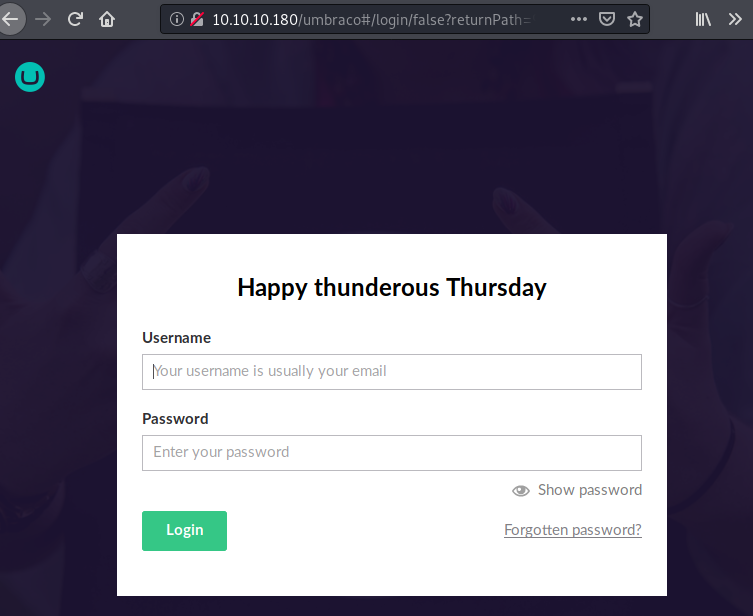 10.10.10.180/umbraco#/login/false?returnPath=
Happy thunderous Thursday
Username
Your username is usually your email
Password
Enter your password
Show password
Login
Forgotten password?